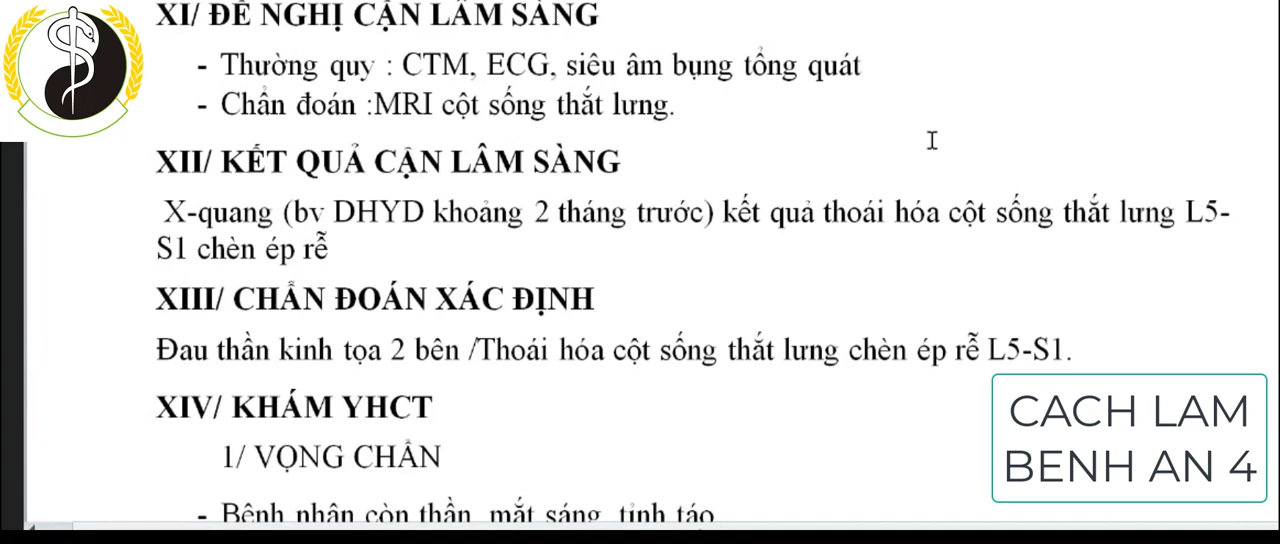 XI/ ĐỀ NGHỊ CẬN LÂM SÀNG
- Thường quy : CTM, ECG, siêu âm bụng tổng quát
- Chẩn đoán :MRI cột sống thắt lưng.
XII/ KẾT QUẢ CẬN LÂM SÀNG
X-quang (bv DHYD khoảng 2 tháng trước) kết quả thoái hóa cột sống thắt lưng L5-
S1 chèn ép rễ
XIII/ CHẨN ĐOÁN XÁC ĐỊNH
Đau thần kinh tọa 2 bên /Thoái hóa cột sống thắt lưng chèn ép rễ L5-S1.
XIV/ KHÁM YHCT
1/ VỌNG CHẨN
- Bệnh nhân còn thần, mắt sáng, tỉnh táo
CACH LAM
BENH AN 4